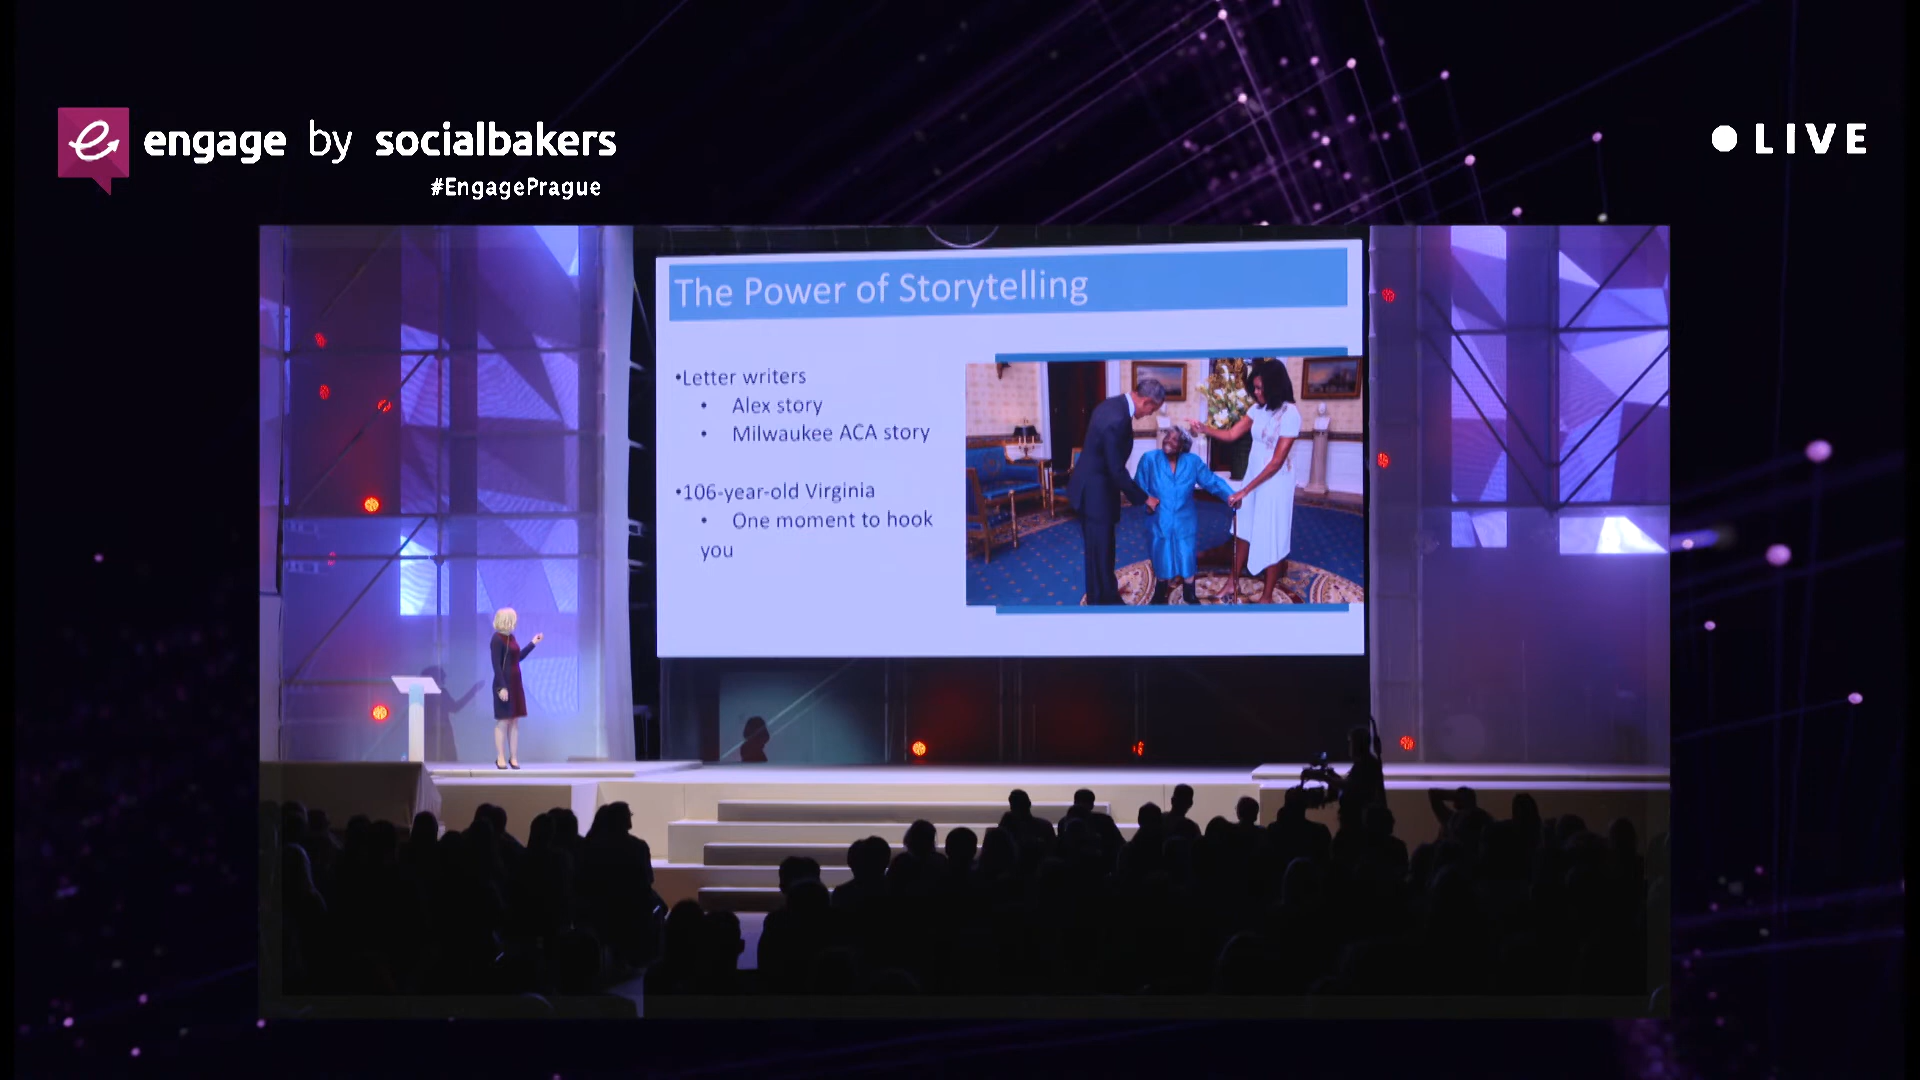 engage by socialbakers
#EngagePrague
LIVE
The Power of Storytelling
•Letter writers
• Alex story
• Milwaukee ACA story
•106-year-old Virginia
• One moment to hook
you